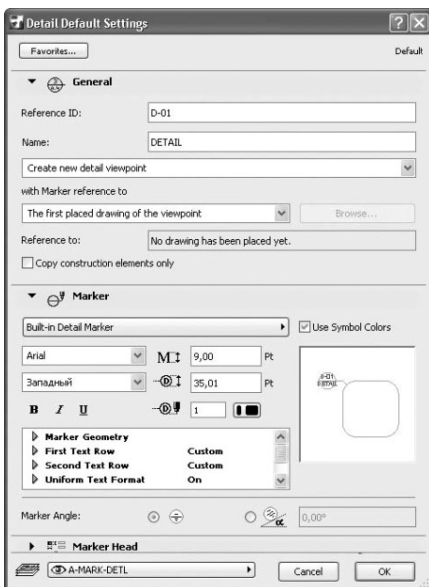 Detail Default Settings
Favorites...
Default
General
Reference ID:
D-01
Name:
DETAIL
Create new detail viewpoint
with Marker reference to
The first placed drawing of the viewpoint
Browse...
Reference to:
No drawing has been placed yet.
Copy construction elements only
Marker
Built-in Detail Marker
Use Symbol Colors
Arial
M
9,00
Pt
Западный
D
35,01
Pt
D-01
DETAIL
B I U
D
1
Marker Geometry
First Text Row Custom
Second Text Row Custom
Uniform Text Format On
Marker Angle:
α
0,00°
Marker Head
A-MARK-DETL
Cancel
OK